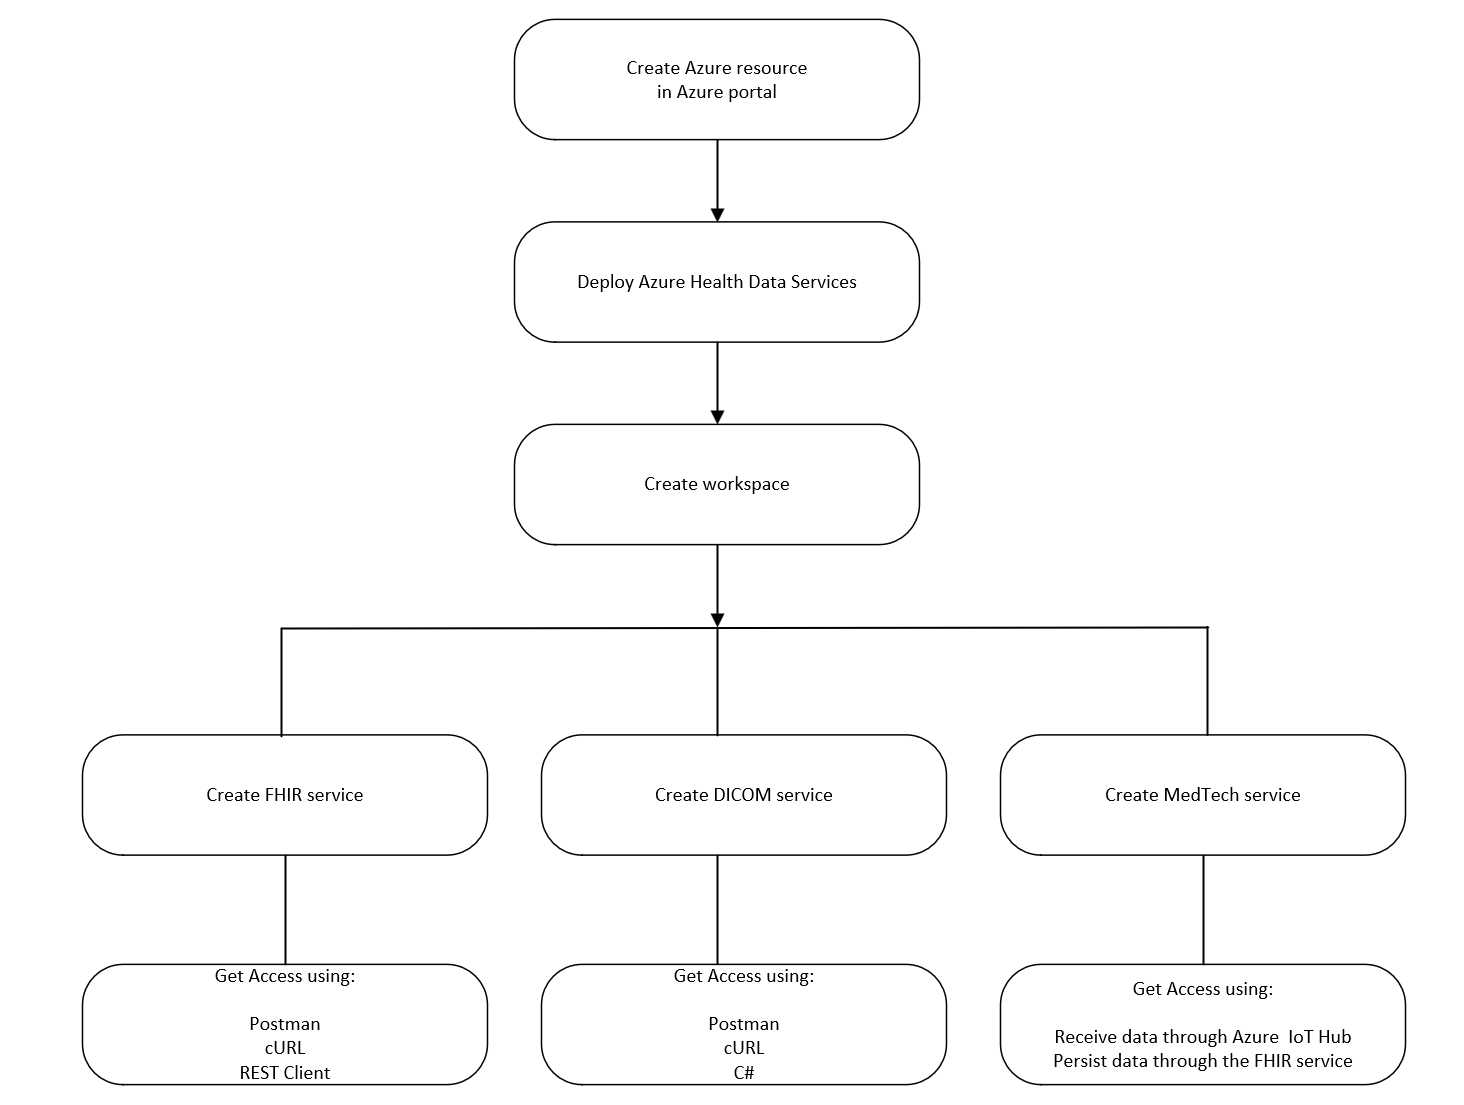 Create Azure resource
in Azure portal
Deploy Azure Health Data Services
Create workspace
Create FHIR service
Create DICOM service
Create MedTech service
Get Access using:
Postman
cURL
REST Client
Get Access using:
Postman
cURL
C#
Get Access using:
Receive data through Azure  IoT Hub
Persist data through the FHIR service